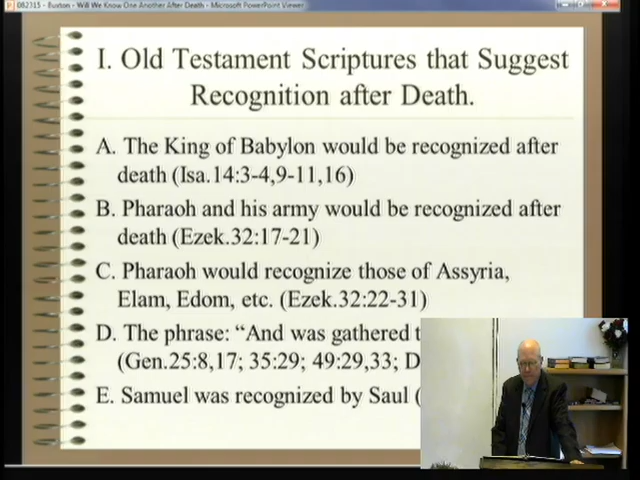 082315 - Buxton - Will We Know One Another After Death - Microsoft PowerPoint Viewer
I. Old Testament Scriptures that Suggest
Recognition after Death.
A. The King of Babylon would be recognized after
death (Isa.14:3-4,9-11,16)
B. Pharaoh and his army would be recognized after
death (Ezek.32:17-21)
C. Pharaoh would recognize those of Assyria,
Elam, Edom, etc. (Ezek.32:22-31)
D. The phrase: “And was gathered t
(Gen.25:8,17; 35:29; 49:29,33; D
E. Samuel was recognized by Saul (